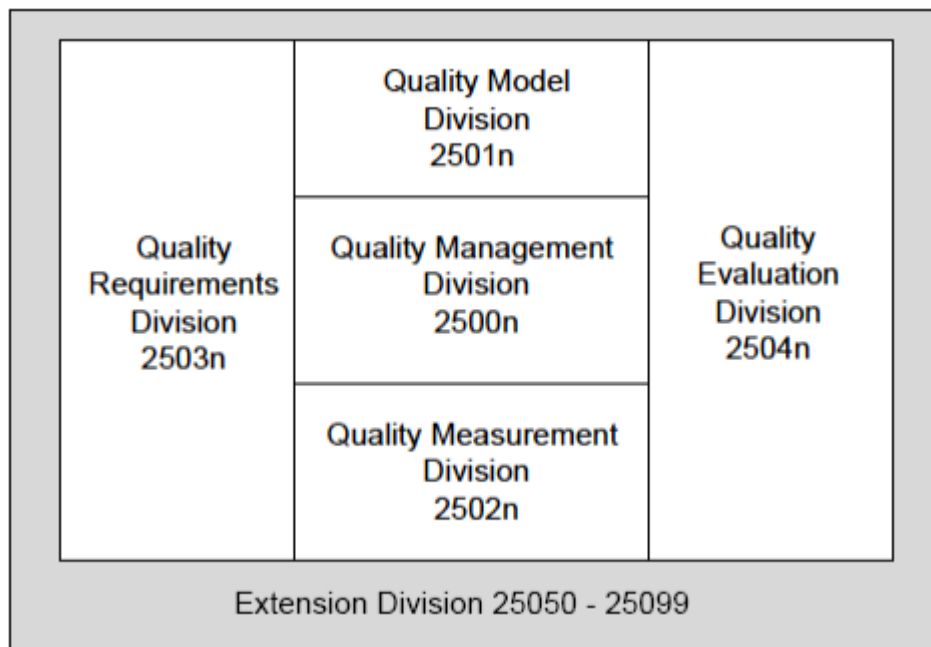 Quality Model
Division
2501n
Quality
Requirements
Division
2503n
Quality Management
Division
2500n
Quality
Evaluation
Division
2504n
Quality Measurement
Division
2502n
Extension Division 25050 - 25099